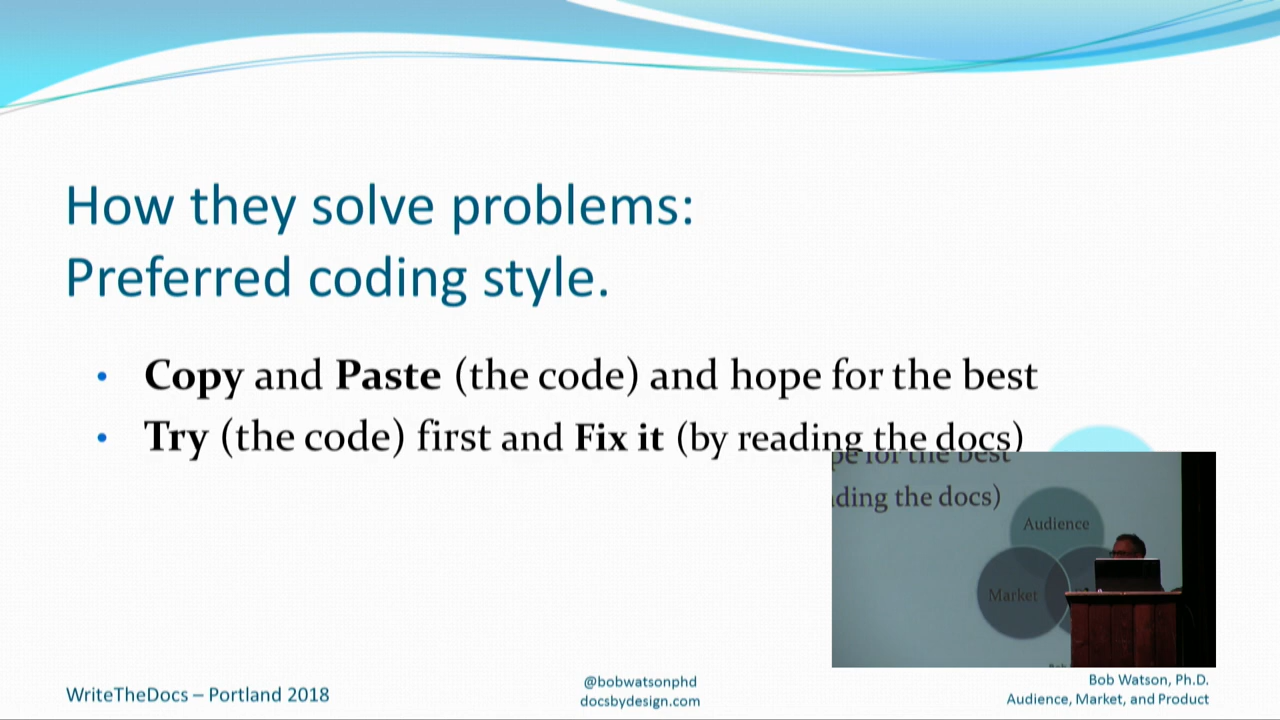 How they solve problems:
Preferred coding style.
• Copy and Paste (the code) and hope for the best
• Try (the code) first and Fix it (by reading the docs)
pe for the best
ding the docs)
Audience
Market
WriteTheDocs – Portland 2018
@bobwatsonphd
docsbydesign.com
Bob Watson, Ph.D.
Audience, Market, and Product